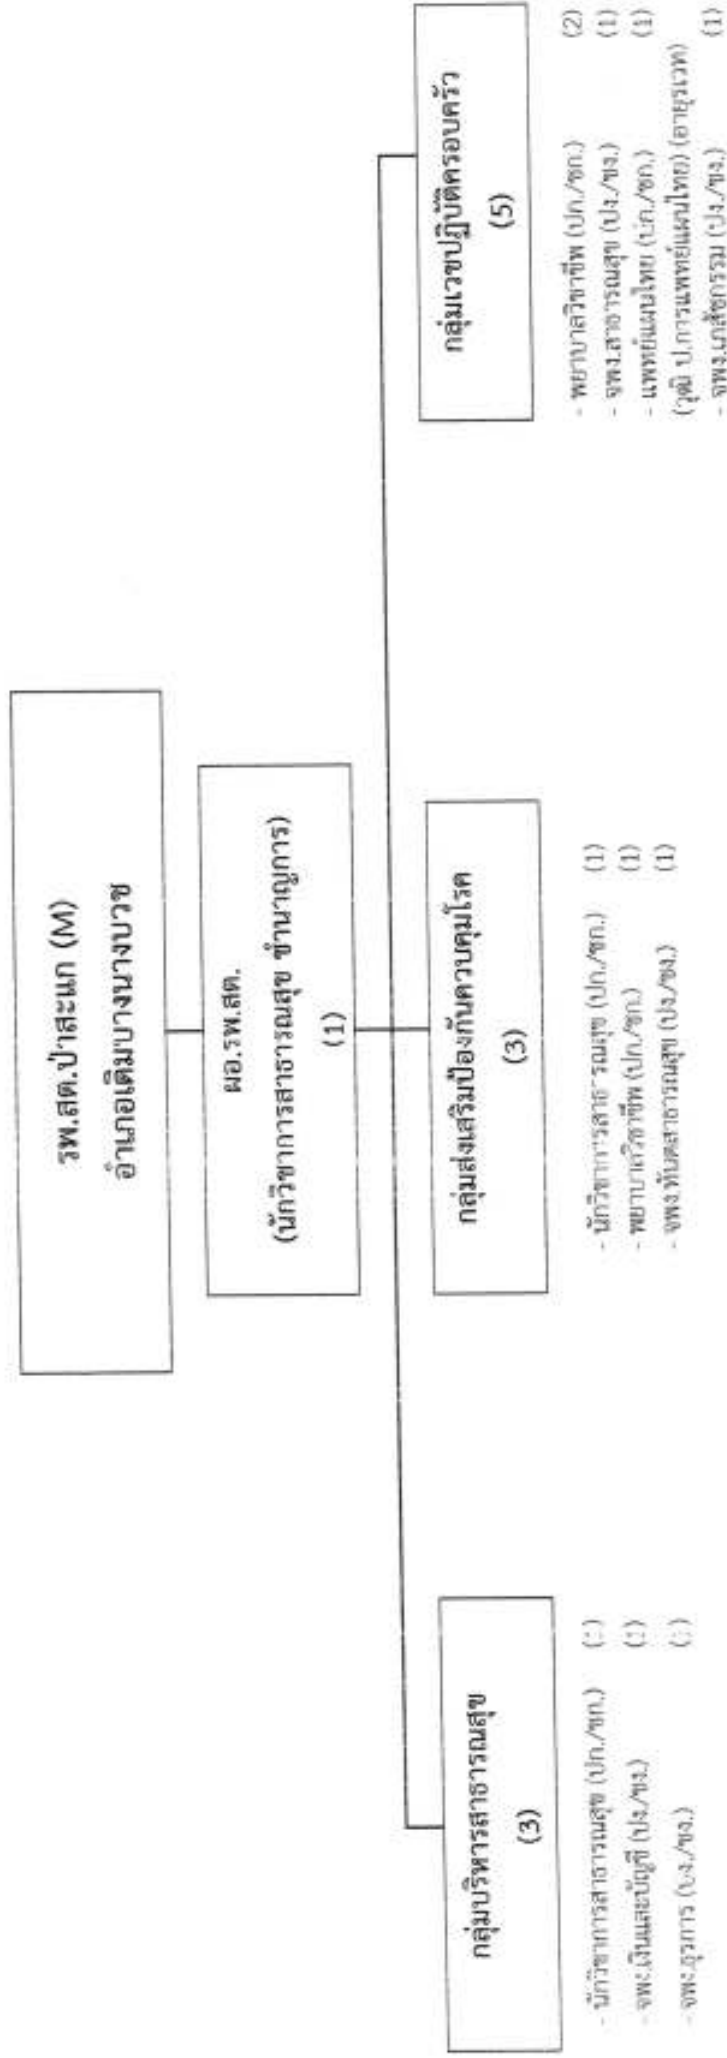 รพ.สต.ป่าสะแก (M)
อำเภอเดิมบางนางบวช
ผอ.รพ.สต.
(นักวิชาการสาธารณสุข ชำนาญการ)
(1)
กลุ่มบริหารสาธารณสุข
(3)
- นักวิชาการสาธารณสุข (ปก./ชก.)
- จพง.เงินและบัญชี (ปง./ชง.)
- จพง.ธุรการ (ปง./ชง.)
กลุ่มส่งเสริมป้องกันควบคุมโรค
(3)
- นักวิชาการสาธารณสุข (ปก./ชก.) (1)
- พยาบาลวิชาชีพ (ปก./ชก.) (1)
- จพง.ทันตสาธารณสุข (ปง./ชง.) (1)
กลุ่มเวชปฏิบัติครอบครัว
(5)
- พยาบาลวิชาชีพ (ปก./ชก.) (2)
- จพง.สาธารณสุข (ปง./ชง.) (1)
- แพทย์แผนไทย (ปก./ชก.) (1)
(วุฒิ ป.การแพทย์แผนไทย) (อายุรเวท)
- จพง.เภสัชกรรม (ปง./ชง.) (1)